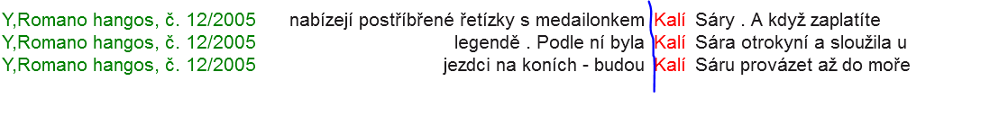 Y,Romano hangos, č. 12/2005 nabízejí postříbřené řetízky s medailonkem Kalí Sáry . A když zaplatíte
Y,Romano hangos, č. 12/2005 legendě . Podle ní byla Kalí Sára otrokyní a sloužila u
Y,Romano hangos, č. 12/2005 jezdci na koních - budou Kalí Sáru provázet až do moře